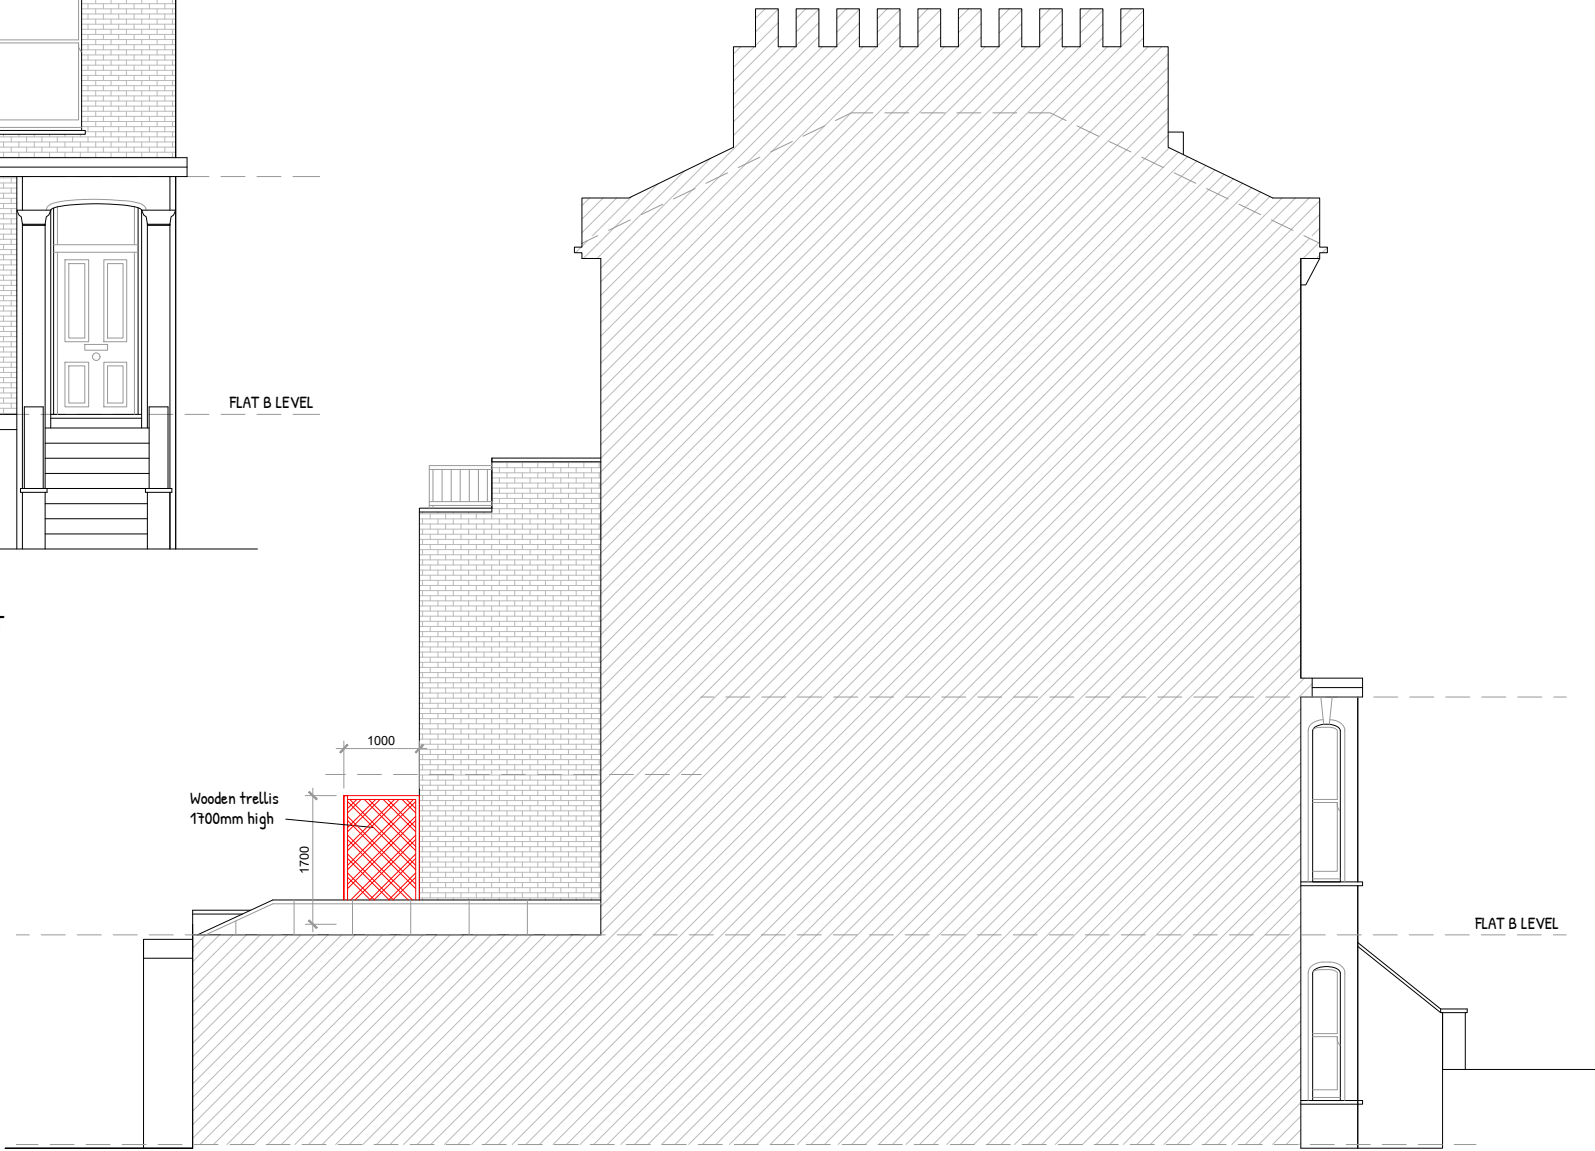 FLAT B LEVEL
1000
Wooden trellis
1700mm high
1700
FLAT B LEVEL